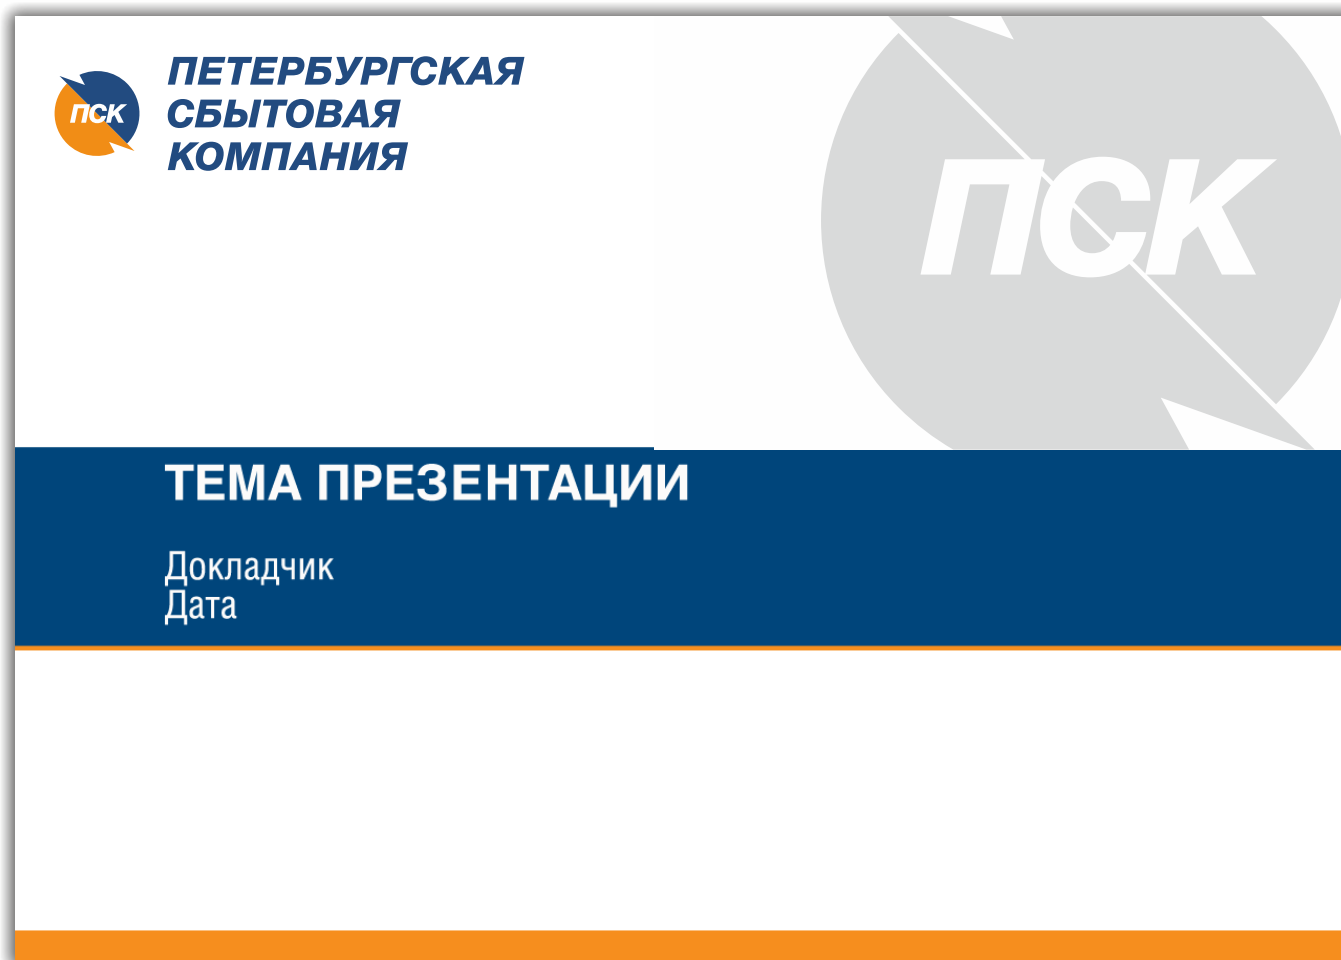 ПСК
ПЕТЕРБУРГСКАЯ
СБЫТОВАЯ
КОМПАНИЯ
ПСК
ТЕМА ПРЕЗЕНТАЦИИ
Докладчик
Дата